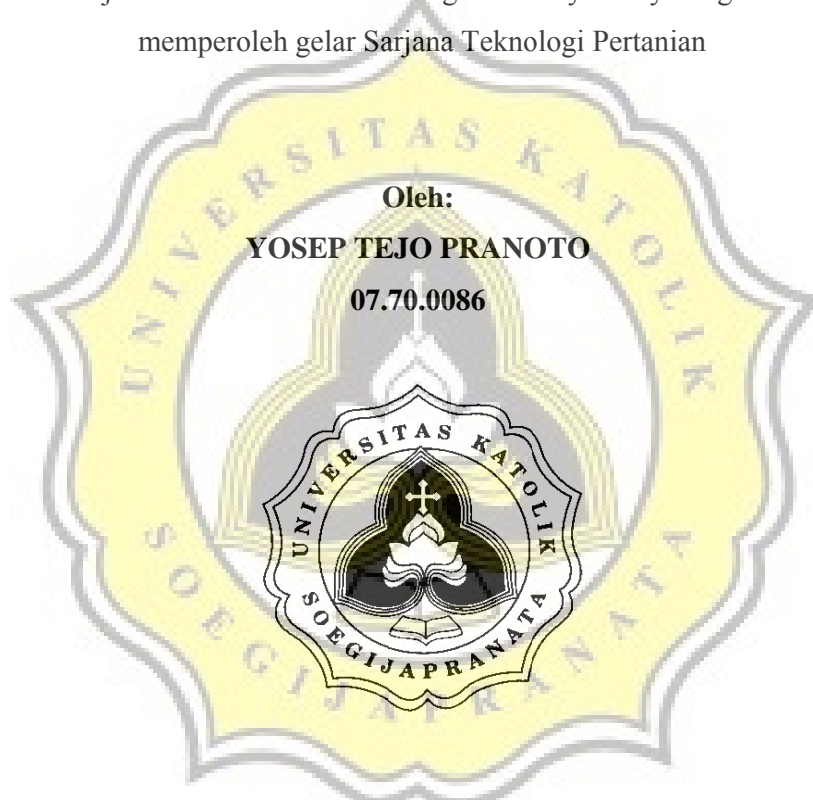 memperoleh gelar Sarjana Teknologi Pertanian
Oleh:
YOSEP TEJO PRANOTO
07.70.0086
UNIVERSITAS KATOLIK
SOEGIJAPRANATA
UNIVERSITAS KATOLIK
SOEGIJAPRANATA